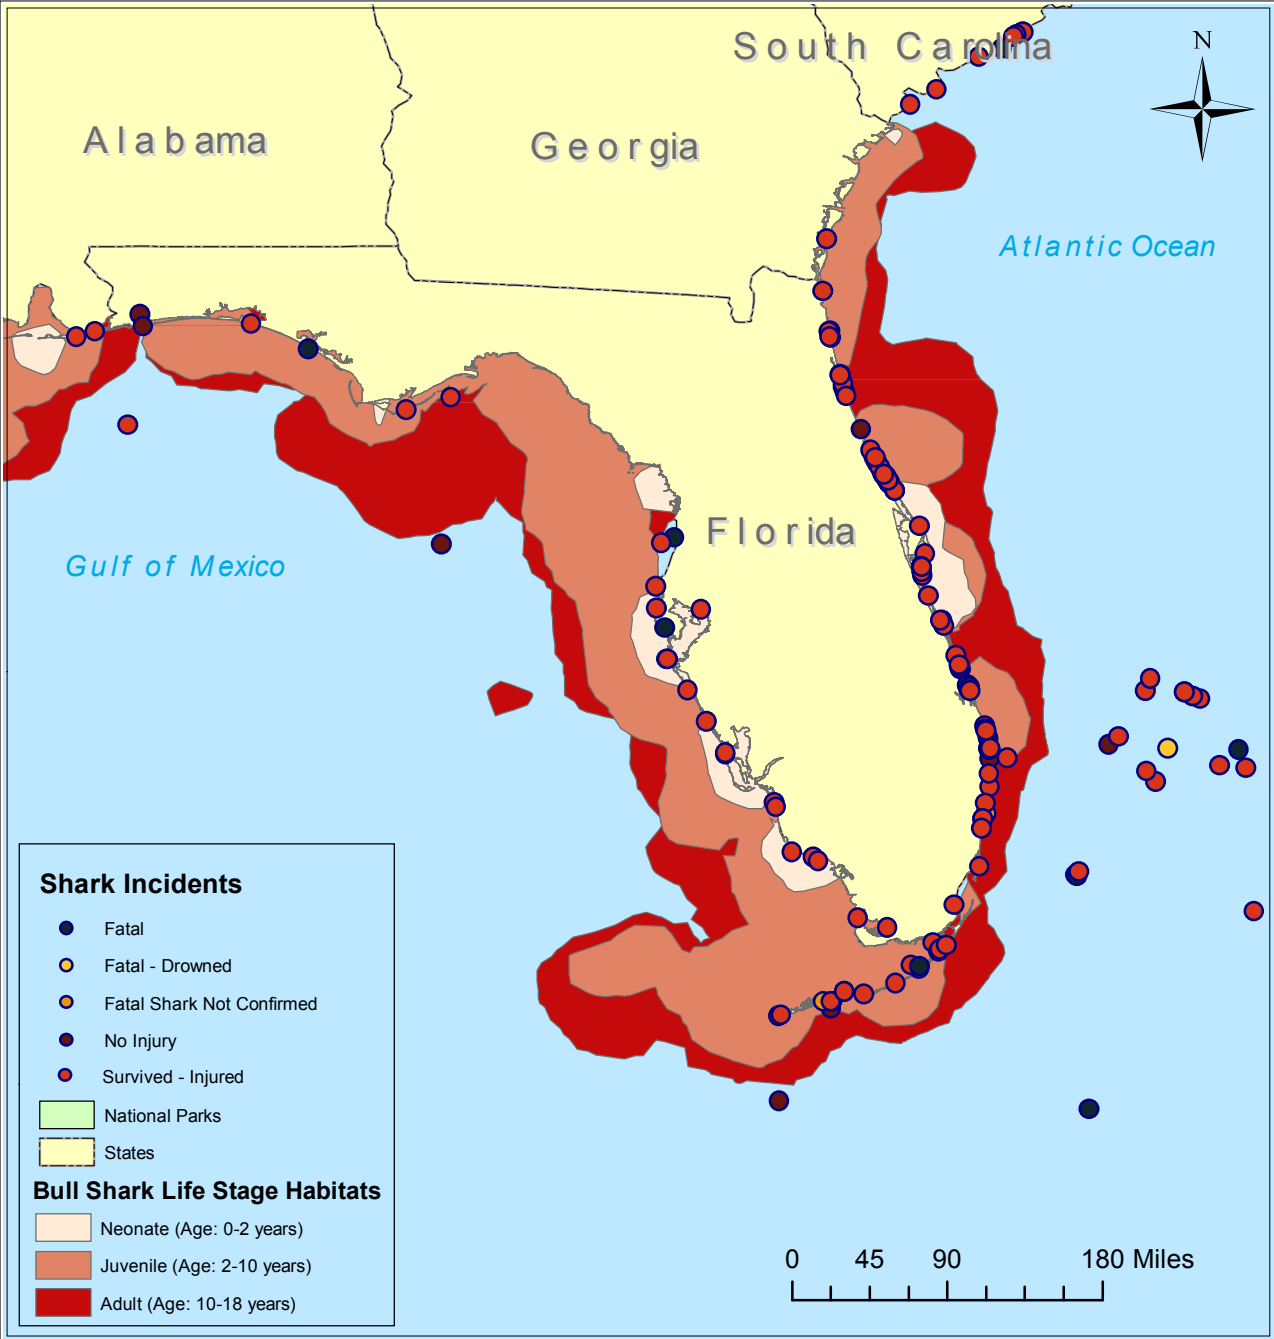 South Carolina
N
Alabama
Georgia
Atlantic Ocean
Florida
Gulf of Mexico
Shark Incidents
Fatal
Fatal - Drowned
Fatal Shark Not Confirmed
No Injury
Survived - Injured
National Parks
States
Bull Shark Life Stage Habitats
Neonate (Age: 0-2 years)
Juvenile (Age: 2-10 years)
Adult (Age: 10-18 years)
0 45 90 180 Miles